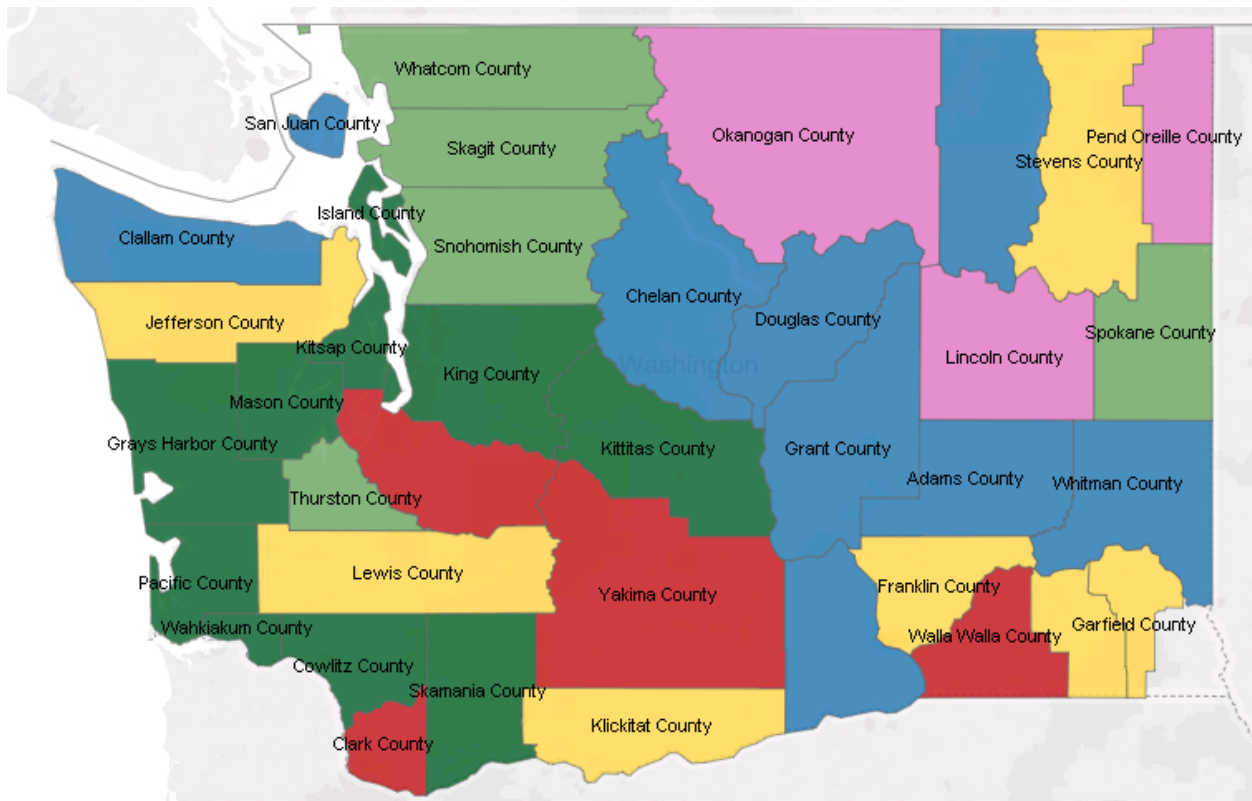 Whatcom County
San Juan County
Skagit County
Okanogan County
Pend Oreille County
Stevens County
Island County
Clallam County
Snohomish County
Chelan County
Douglas County
Jefferson County
Spokane County
Kitsap County
Lincoln County
Washington
King County
Mason County
Grays Harbor County
Kittitas County
Grant County
Adams County
Whitman County
Thurston County
Lewis County
Pacific County
Franklin County
Yakima County
Wahkiakum County
Garfield County
Walla Walla County
Cowlitz County
Skamania County
Klickitat County
Clark County